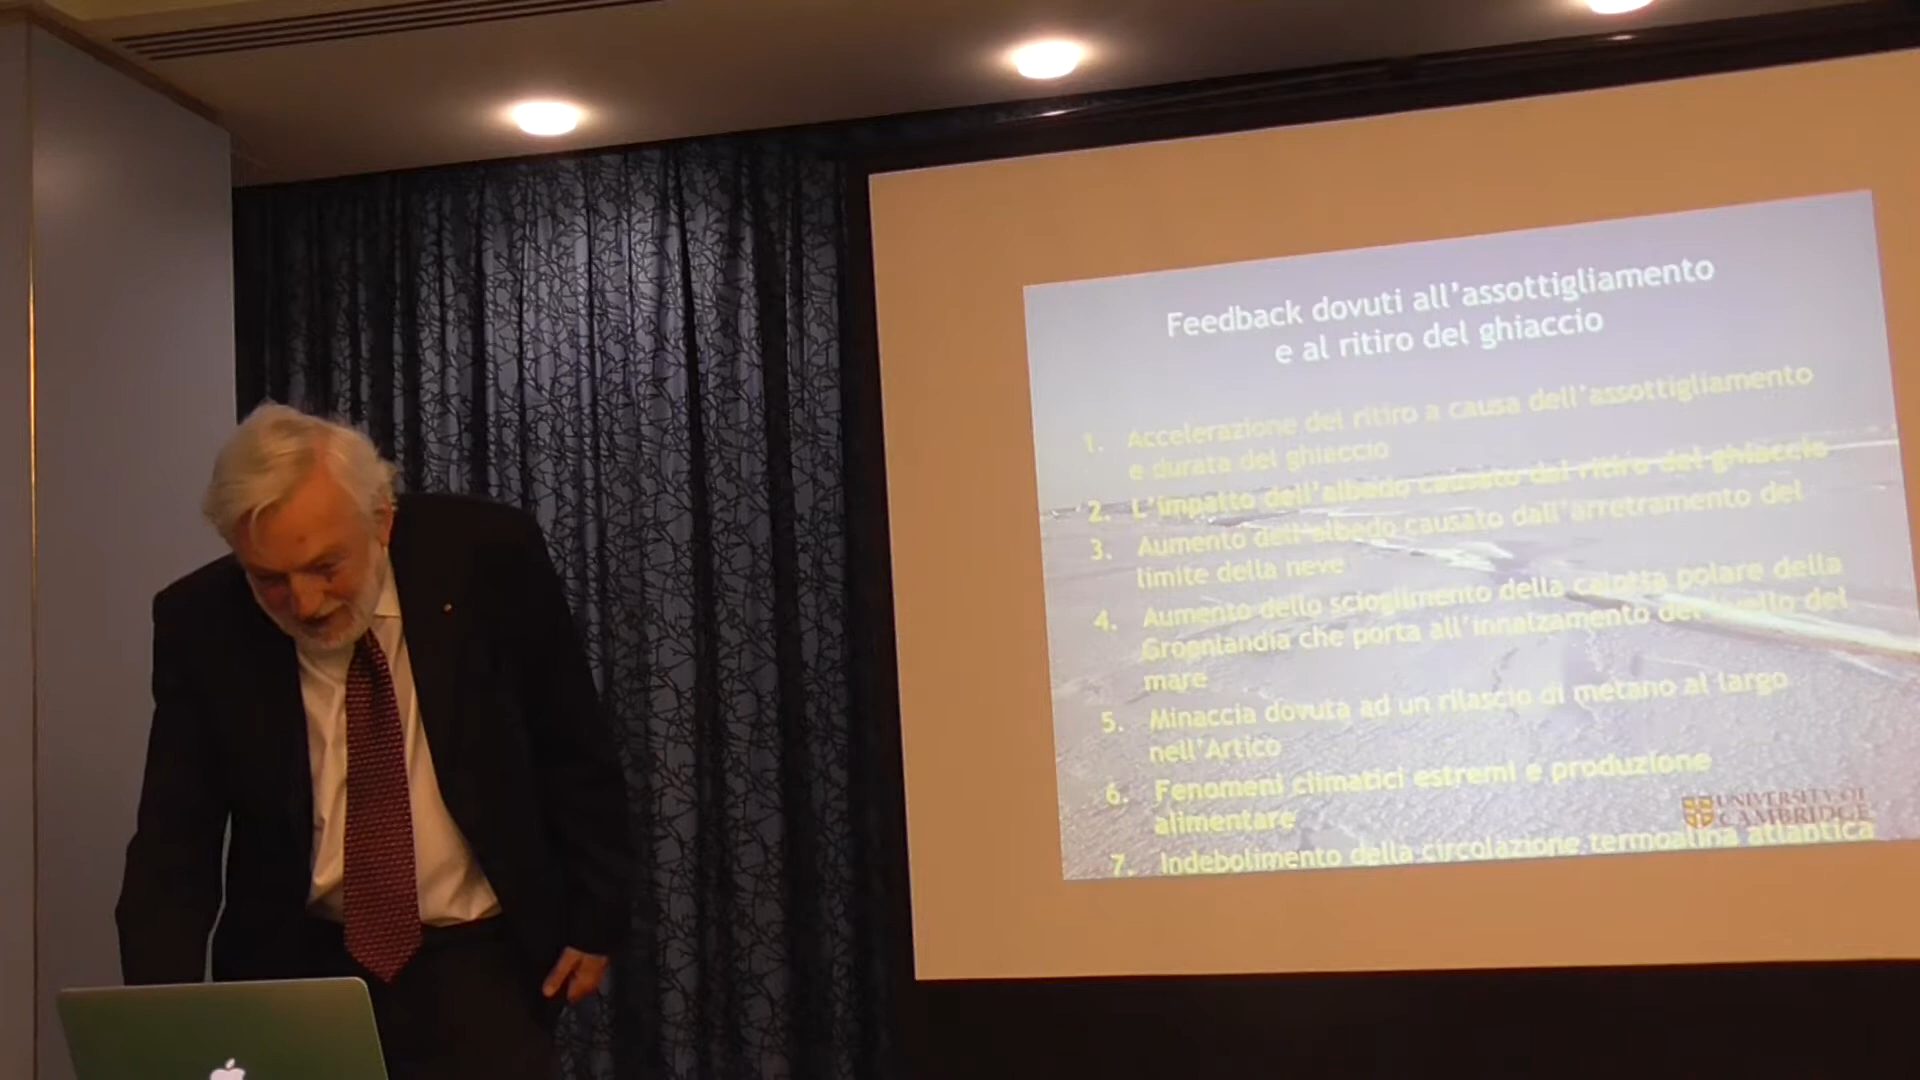 Feedback dovuti all'assottigliamento
e al ritiro del ghiaccio
1. Accelerazione del ritiro a causa dell'assottigliamento
e durata del ghiaccio
2. L'impatto dell'albedo causato dal ritiro del ghiaccio
3. Aumento dell'albedo causato dall'arretramento del
limite della neve
4. Aumento dello scioglimento della calotta polare della
Gropnlandia che porta all'innalzamento del livello del
mare
5. Minaccia dovuta ad un rilascio di metano al largo
nell'Artico
6. Fenomeni climatici estremi e produzione
alimentare
7. Indebolimento della circolazione termoalina atlantica
UNIVERSITY OF
CAMBRIDGE